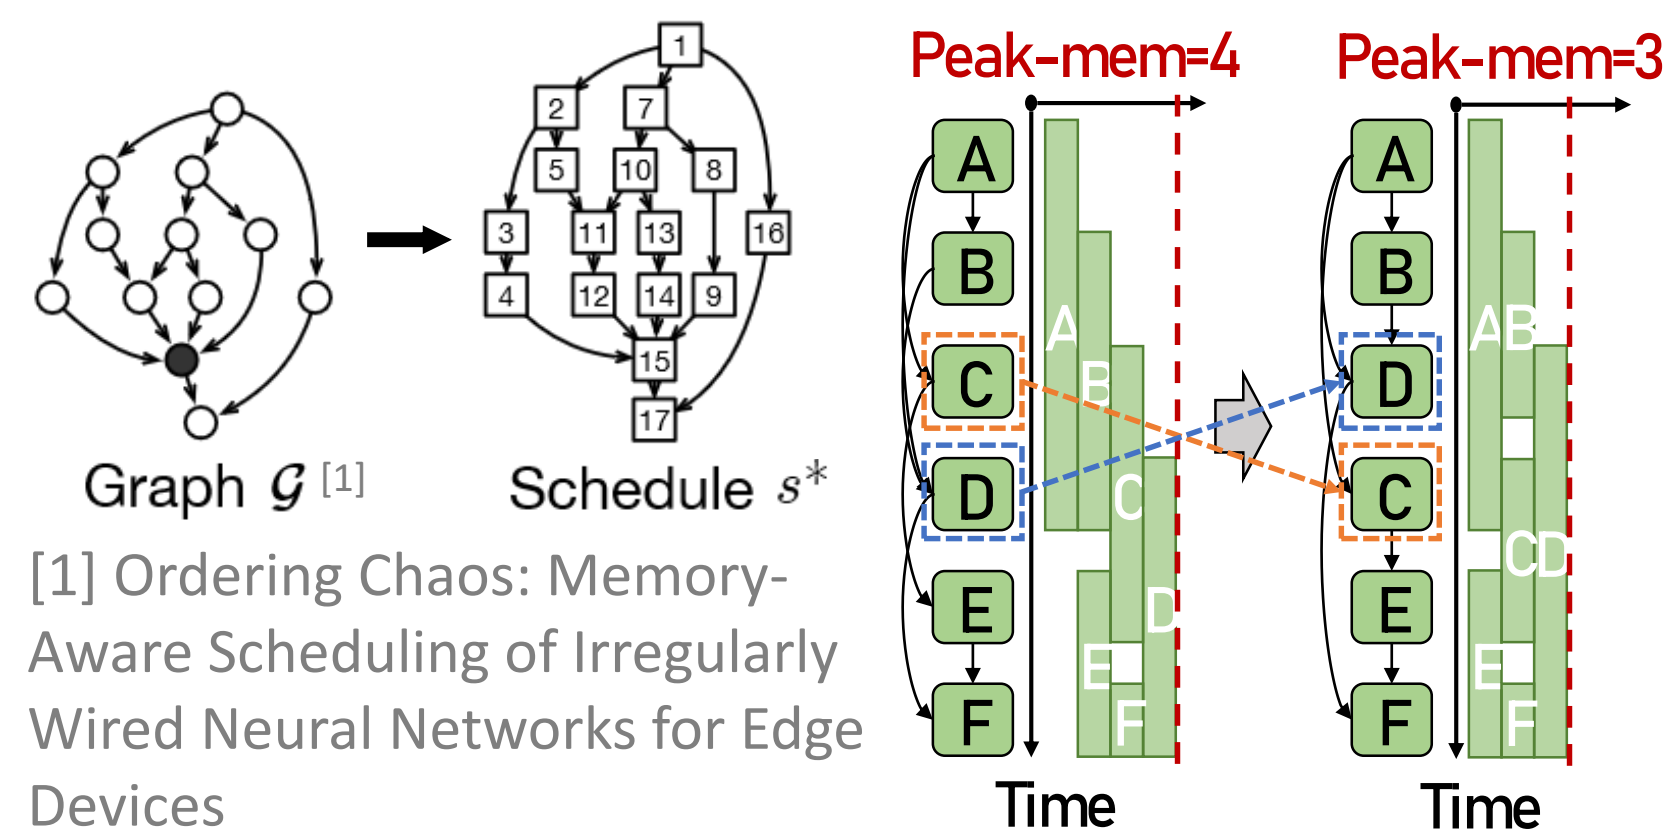 1
2 7
5 10 8
3 11 13 16
4 12 14 9
15
17
Graph 𝒢 [1]
Schedule s*
[1] Ordering Chaos: Memory-
Aware Scheduling of Irregularly
Wired Neural Networks for Edge
Devices
Peak-mem=4
A
B
C
D
E
F
A
B
C
D
E
F
Time
Peak-mem=3
A
B
D
C
E
F
AB
CD
E
F
Time